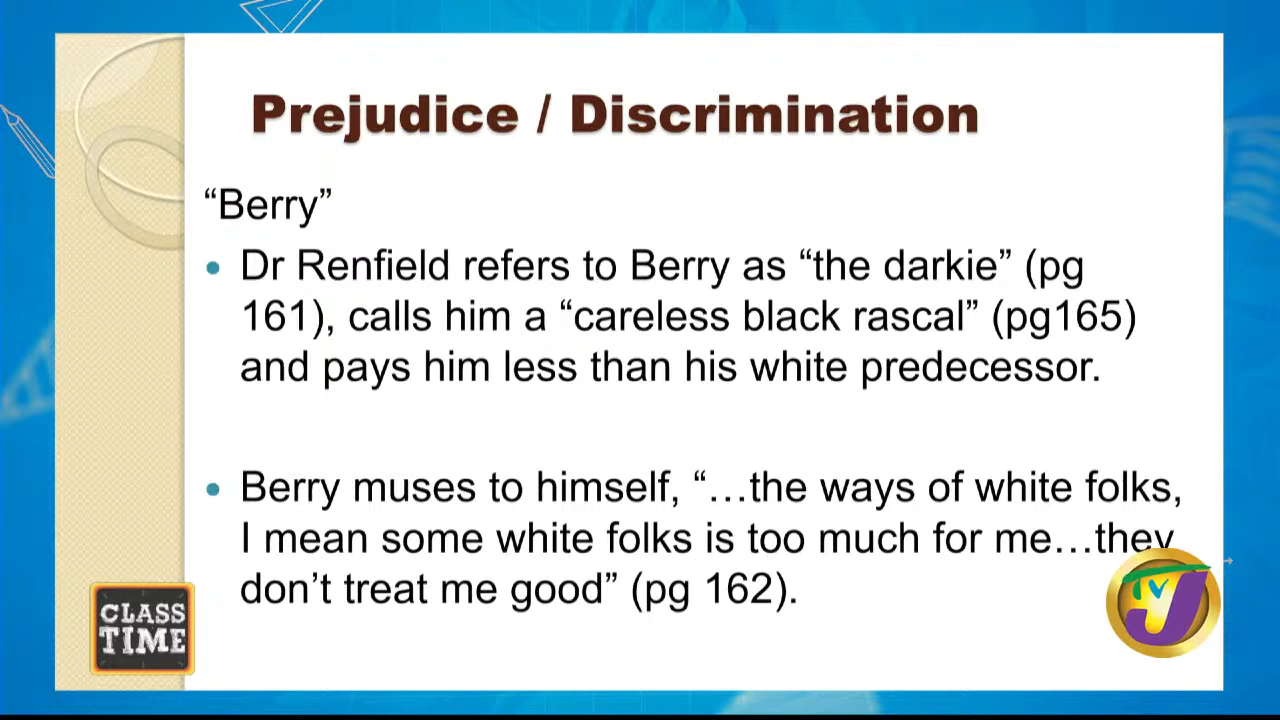 Prejudice / Discrimination
“Berry”
• Dr Renfield refers to Berry as “the darkie” (pg
161), calls him a “careless black rascal” (pg165)
and pays him less than his white predecessor.
• Berry muses to himself, “…the ways of white folks,
I mean some white folks is too much for me…they
don’t treat me good” (pg 162).
CLASS
TIME
TVJ